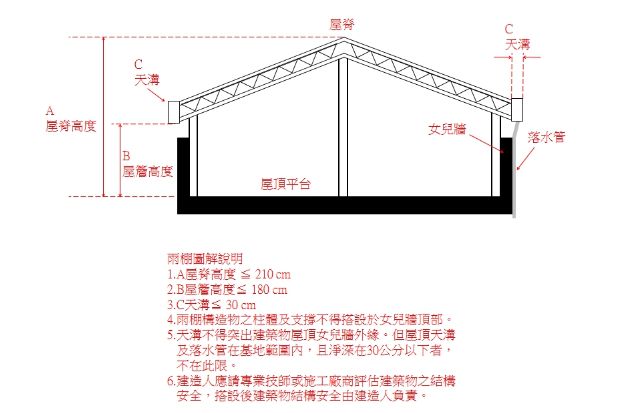 屋脊
C
天溝
C
天溝
A
屋脊高度
B
屋簷高度
女兒牆
落水管
屋頂平台
雨棚圖解說明
1.A屋脊高度 ≦ 210 cm
2.B屋簷高度≦ 180 cm
3.C天溝≦ 30 cm
4.雨棚構造物之柱體及支撐不得搭設於女兒牆頂部。
5.天溝不得突出建築物屋頂女兒牆外緣。但屋頂天溝
及落水管在基地範圍內，且淨深在30公分以下者，
不在此限。
6.建造人應請專業技師或施工廠商評估建築物之結構
安全，搭設後建築物結構安全由建造人負責。